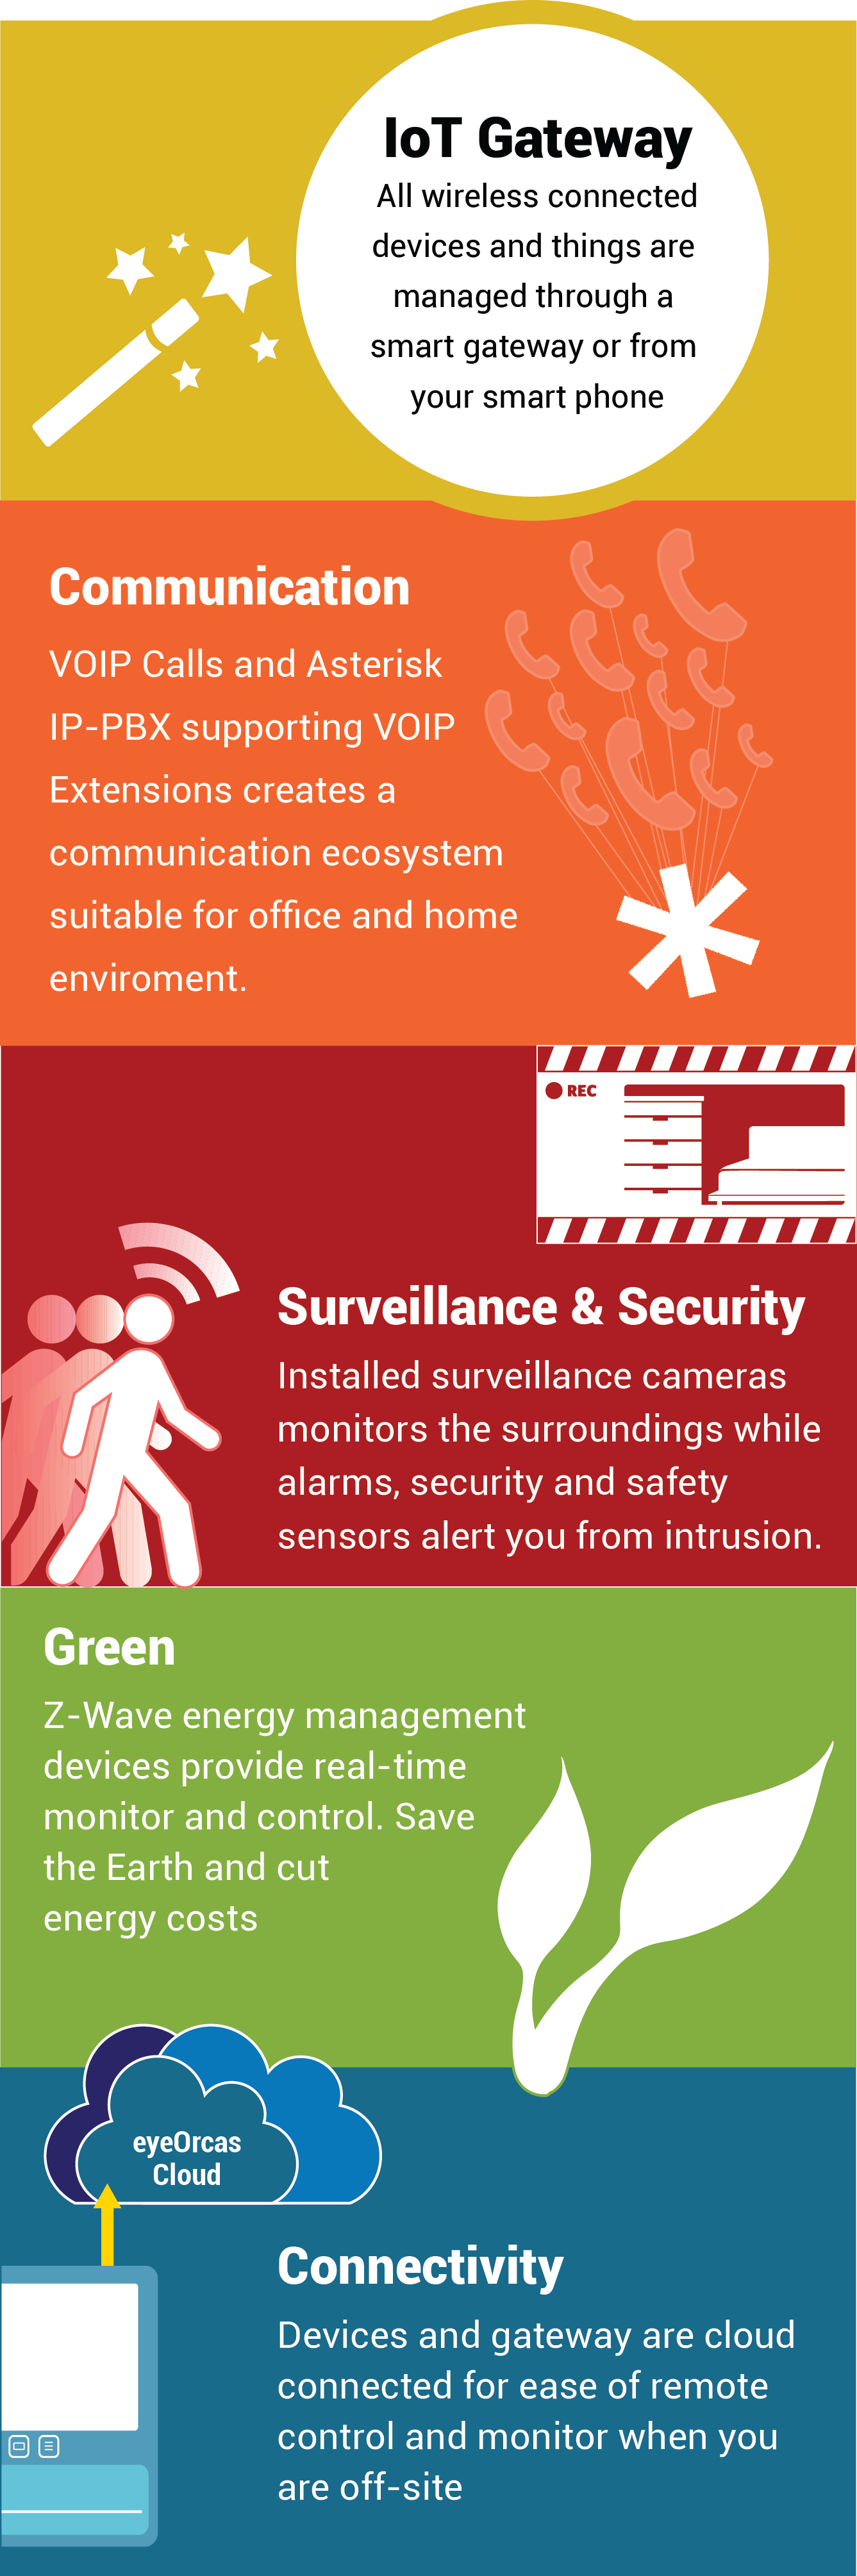 IoT Gateway
All wireless connected
devices and things are
managed through a
smart gateway or from
your smart phone
Communication
VOIP Calls and Asterisk
IP-PBX supporting VOIP
Extensions creates a
communication ecosystem
suitable for office and home
enviroment.
REC
Surveillance & Security
Installed surveillance cameras
monitors the surroundings while
alarms, security and safety
sensors alert you from intrusion.
Green
Z-Wave energy management
devices provide real-time
monitor and control. Save
the Earth and cut
energy costs
eyeOrcas
Cloud
Connectivity
Devices and gateway are cloud
connected for ease of remote
control and monitor when you
are off-site